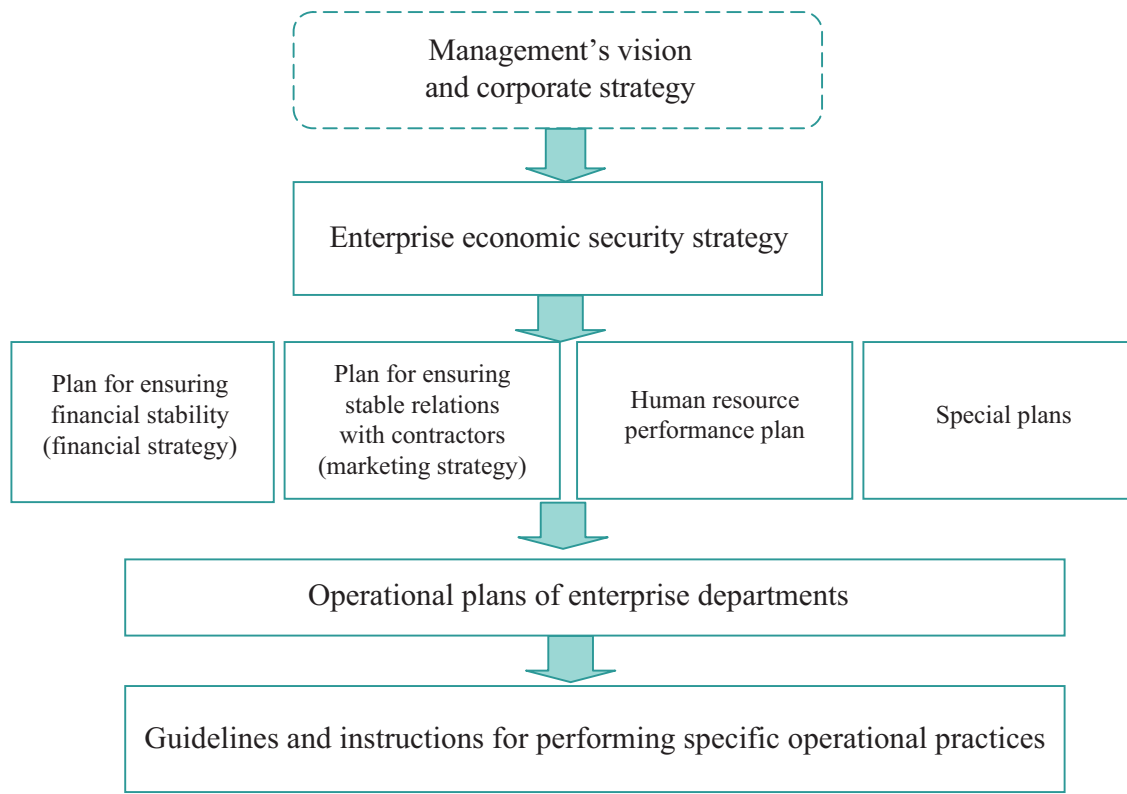 Management’s vision
and corporate strategy
Enterprise economic security strategy
Plan for ensuring
financial stability
(financial strategy)
Plan for ensuring
stable relations
with contractors
(marketing strategy)
Human resource
performance plan
Special plans
Operational plans of enterprise departments
Guidelines and instructions for performing specific operational practices